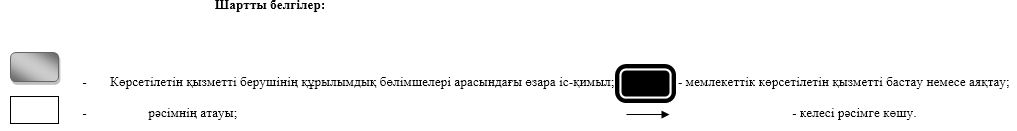 Шартты белгілер:
- Көрсетілетін қызметті берушінің құрылымдық бөлімшелері арасындағы өзара іс-қимыл; - мемлекеттік көрсетілетін қызметті бастау немесе аяқтау;
- рәсімнің атауы; - келесі рәсімге көшу.